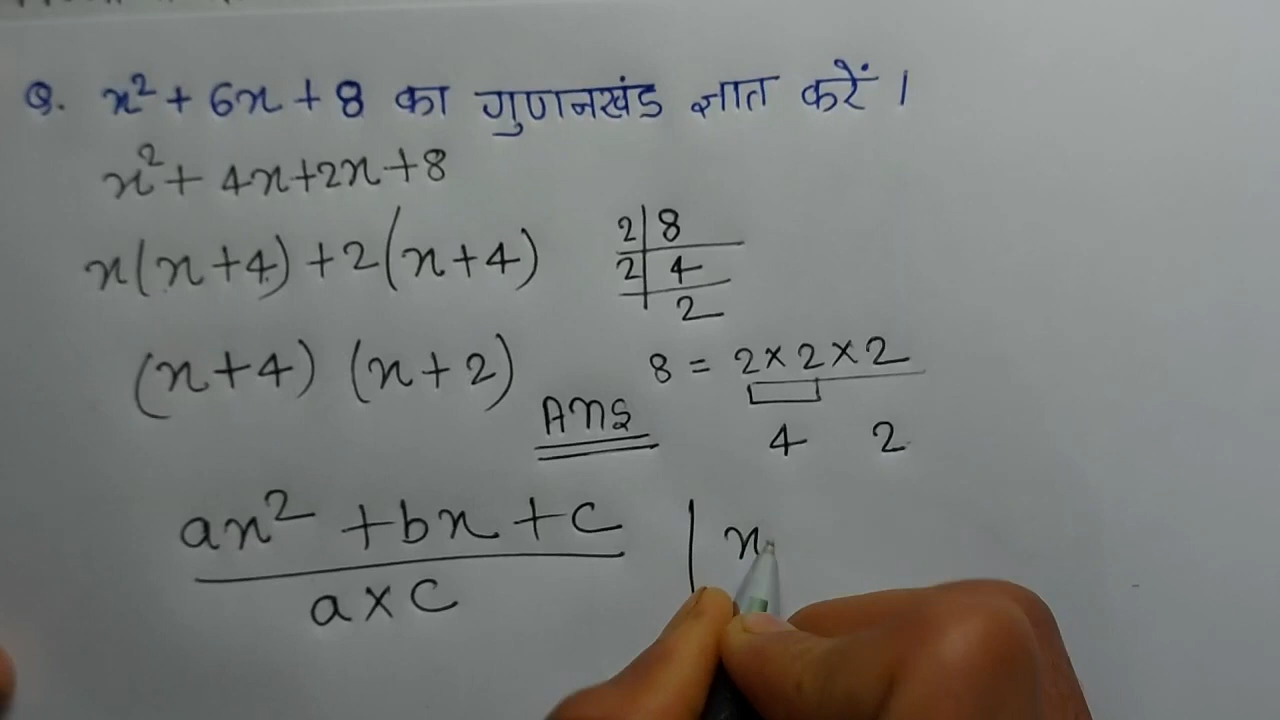 Q. x² + 6x + 8 का गुणनखंड ज्ञात करें ।
x² + 4x+2x+8
x(x+4)+2(x+4)
(x+4) (x+2)
Ans
2|8
2|4
2
8 = 2×2×2
4 2
ax² +bx+c
a×c
| x